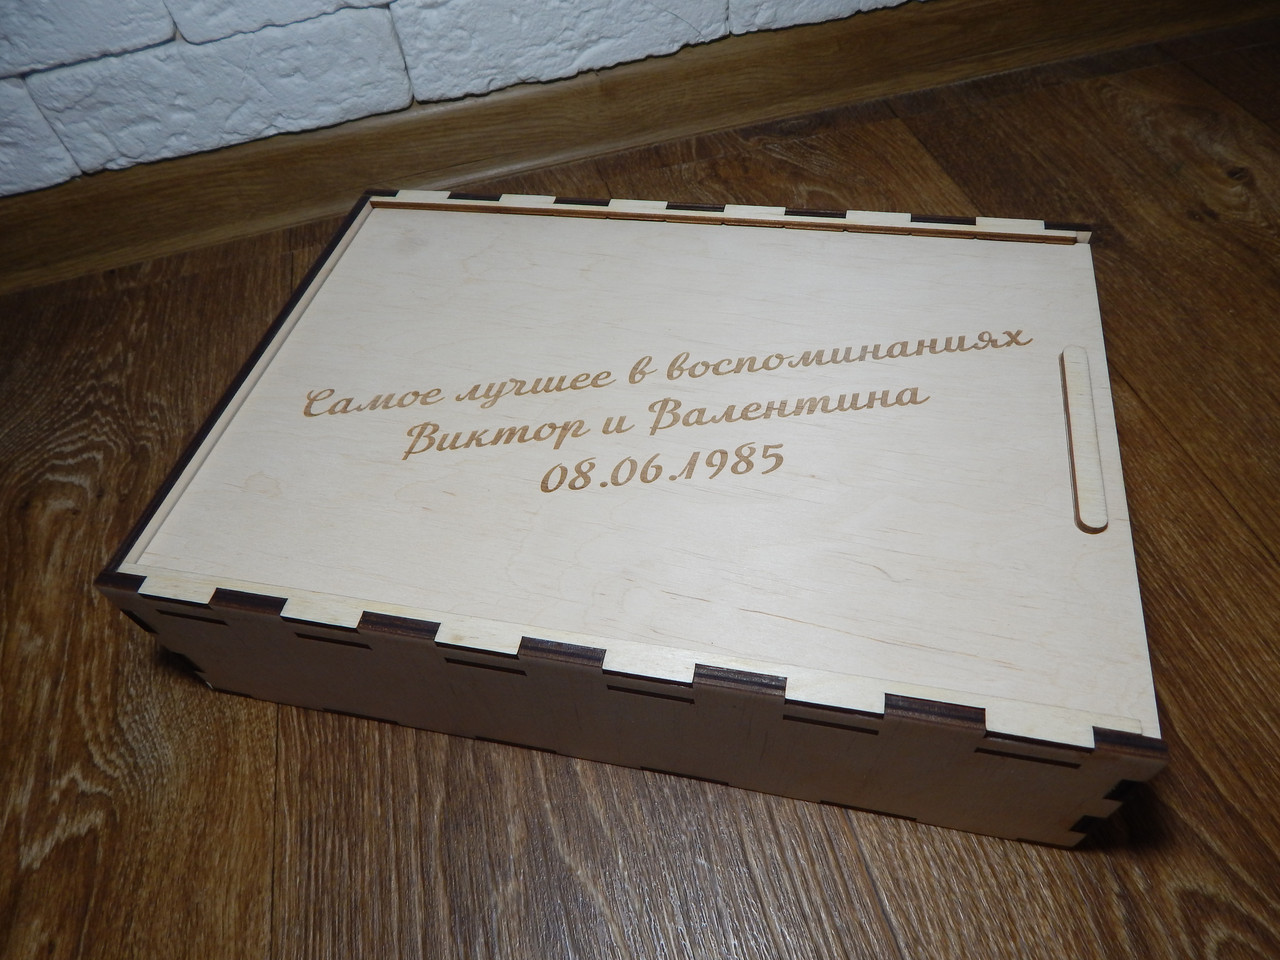 Самое лучшее в воспоминаниях
Виктор и Валентина
08.06.1985